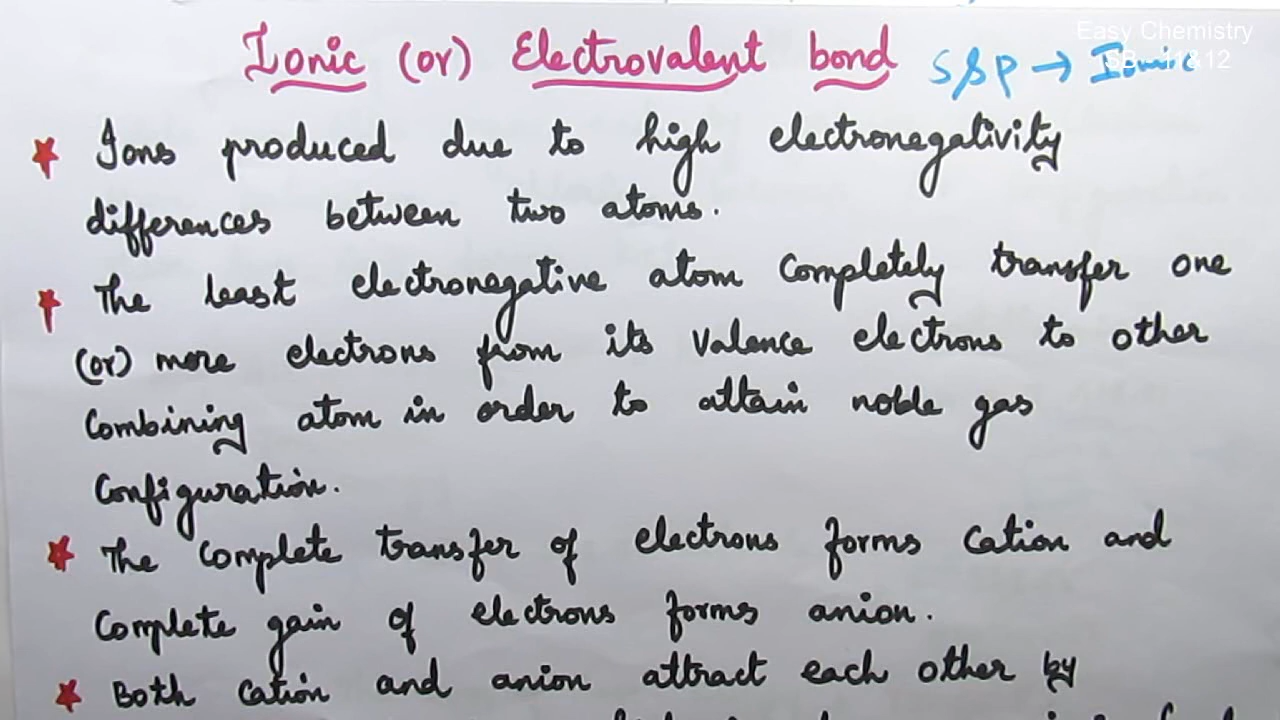 Easy Chemistry
Ionic (or) Electrovalent bond S&P → Ionic
Ions produced due to high electronegativity
differences between two atoms.
The least electronegative atom completely transfer one
(or) more electrons from its valence electrons to other
combining atom in order to attain noble gas
configuration.
The complete transfer of electrons forms cation and
complete gain of electrons forms anion.
Both cation and anion attract each other by